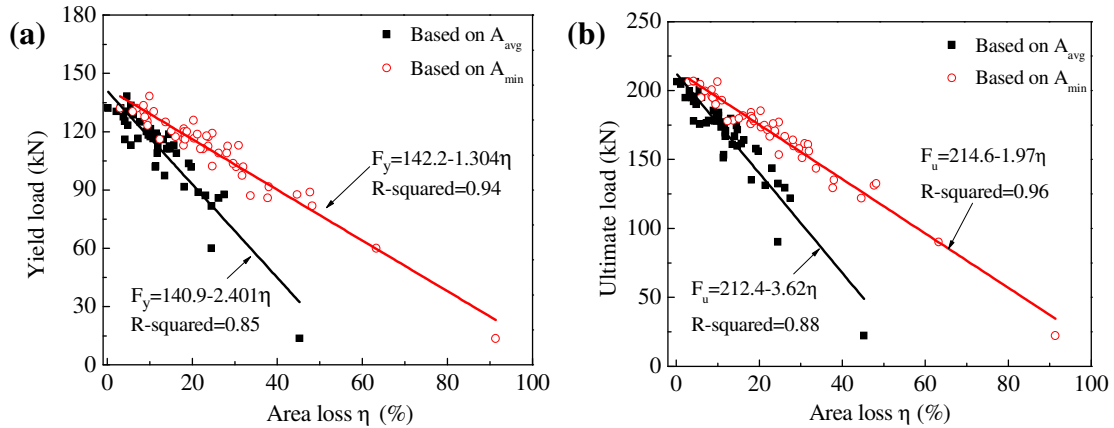 (a)
Based on A_avg
Based on A_min
F_y=142.2-1.304η
R-squared=0.94
F_y=140.9-2.401η
R-squared=0.85
Yield load (kN)
180
150
120
90
60
30
0
0 20 40 60 80 100
Area loss η (%)
(b)
Based on A_avg
Based on A_min
F_u=214.6-1.97η
R-squared=0.96
F_u=212.4-3.62η
R-squared=0.88
Ultimate load (kN)
250
200
150
100
50
0
0 20 40 60 80 100
Area loss η (%)